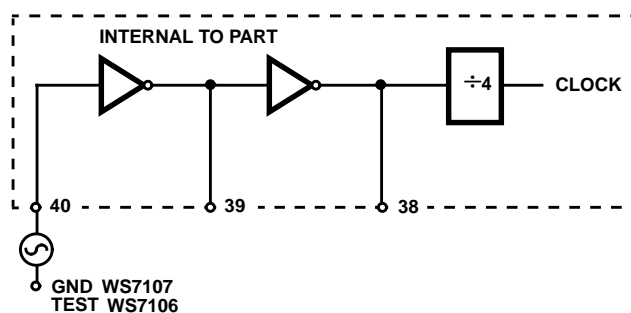 INTERNAL TO PART
÷4
CLOCK
40
39
38
GND WS7107
TEST WS7106